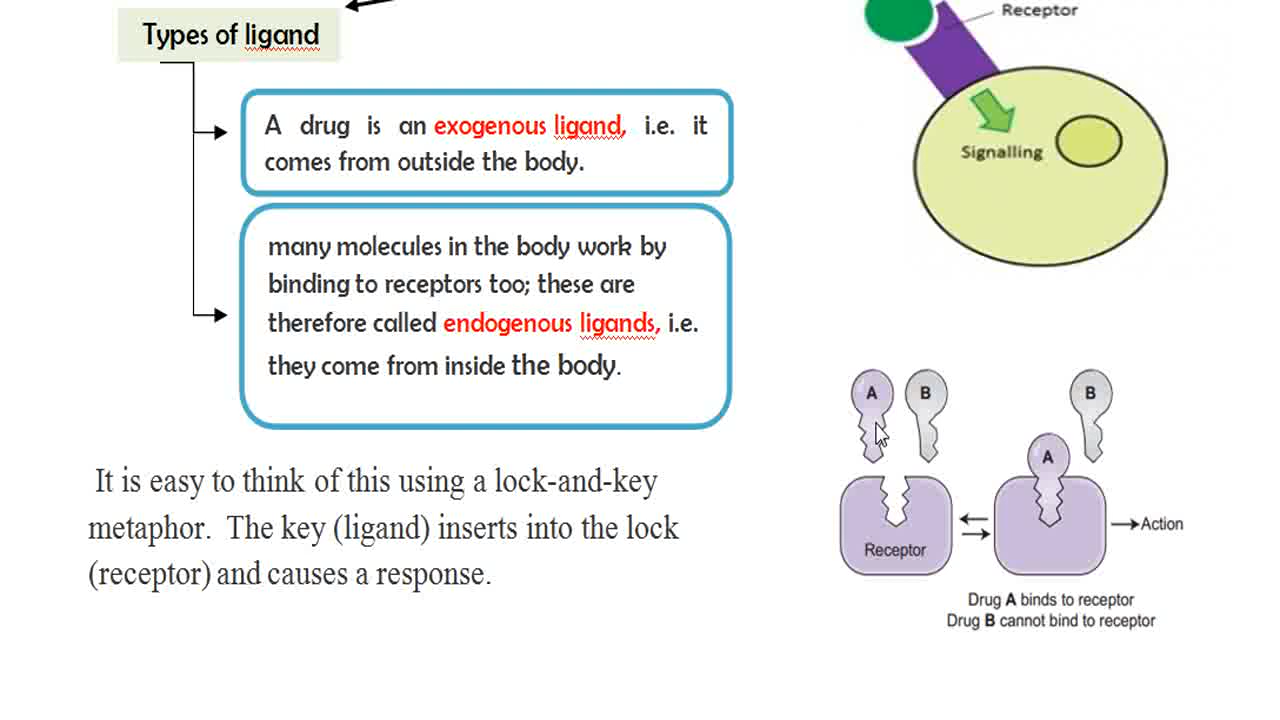 Types of ligand
A drug is an exogenous ligand, i.e. it
comes from outside the body.
many molecules in the body work by
binding to receptors too; these are
therefore called endogenous ligands, i.e.
they come from inside the body.
It is easy to think of this using a lock-and-key
metaphor. The key (ligand) inserts into the lock
(receptor) and causes a response.
Receptor
Signalling
A
B
B
A
Receptor
Action
Drug A binds to receptor
Drug B cannot bind to receptor